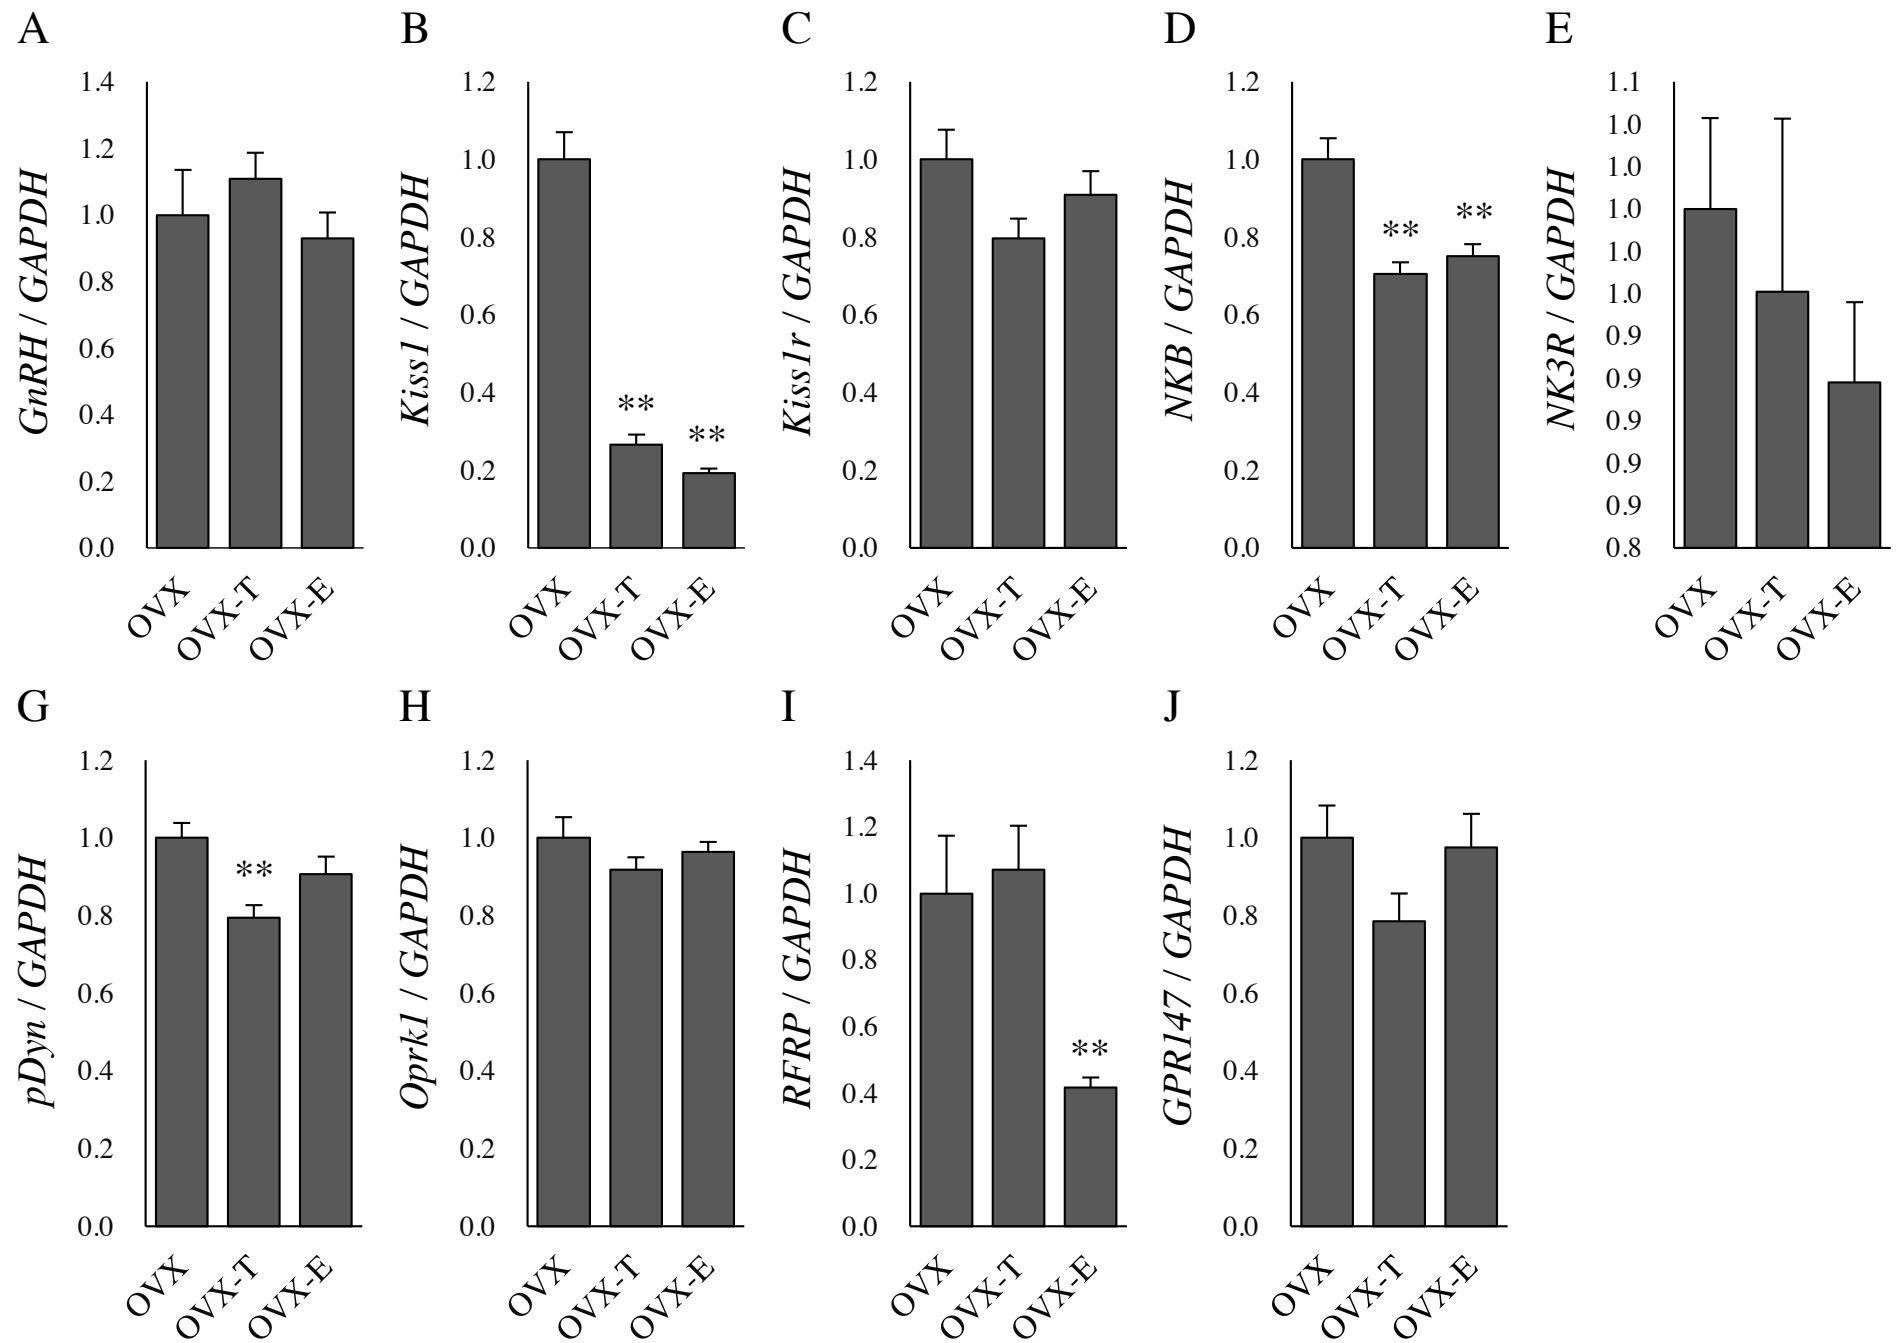 A
GnRH / GAPDH
1.4
1.2
1.0
0.8
0.6
0.4
0.2
0.0
OVX
OVX-T
OVX-E
B
Kiss1 / GAPDH
1.2
1.0
0.8
0.6
0.4
0.2
0.0
**
**
OVX
OVX-T
OVX-E
C
Kiss1r / GAPDH
1.2
1.0
0.8
0.6
0.4
0.2
0.0
OVX
OVX-T
OVX-E
D
NKB / GAPDH
1.2
1.0
0.8
0.6
0.4
0.2
0.0
**
**
OVX
OVX-T
OVX-E
E
NK3R / GAPDH
1.1
1.0
1.0
1.0
1.0
1.0
0.9
0.9
0.9
0.9
0.9
0.8
OVX
OVX-T
OVX-E
G
pDyn / GAPDH
1.2
1.0
0.8
0.6
0.4
0.2
0.0
**
OVX
OVX-T
OVX-E
H
Oprk1 / GAPDH
1.2
1.0
0.8
0.6
0.4
0.2
0.0
OVX
OVX-T
OVX-E
I
RFRP / GAPDH
1.4
1.2
1.0
0.8
0.6
0.4
0.2
0.0
**
OVX
OVX-T
OVX-E
J
GPR147 / GAPDH
1.2
1.0
0.8
0.6
0.4
0.2
0.0
OVX
OVX-T
OVX-E